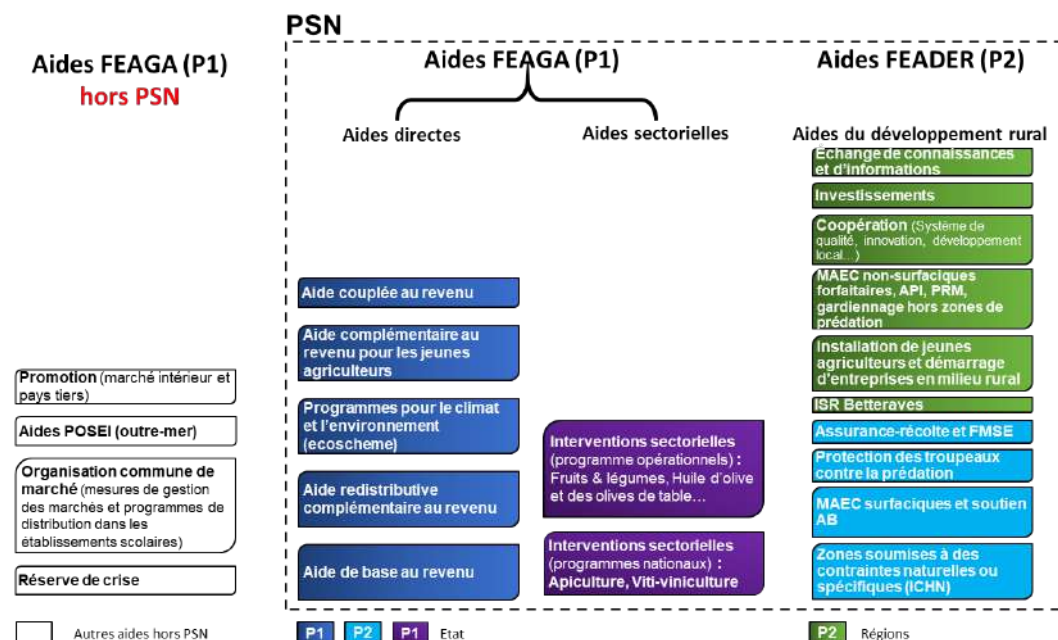 PSN
Aides FEAGA (P1)
hors PSN
Promotion (marché intérieur et
pays tiers)
Aides POSEI (outre-mer)
Organisation commune de
marché (mesures de gestion
des marchés et programmes de
distribution dans les
établissements scolaires)
Réserve de crise
Autres aides hors PSN
Aides FEAGA (P1)
Aides directes
Aide couplée au revenu
Aide complémentaire au
revenu pour les jeunes
agriculteurs
Programmes pour le climat
et l'environnement
(ecoscheme)
Aide redistributive
complémentaire au revenu
Aide de base au revenu
Aides sectorielles
Interventions sectorielles
(programme opérationnels) :
Fruits & légumes, Huile d'olive
et des olives de table…
Interventions sectorielles
(programmes nationaux) :
Apiculture, Viti-viniculture
P1 P2 P1 Etat
Aides FEADER (P2)
Aides du développement rural
Échange de connaissances
et d'informations
Investissements
Coopération (Système de
qualité, innovation, développement
local...)
MAEC non-surfaciques
forfaitaires, API, PRM,
gardiennage hors zones de
prédation
Installation de jeunes
agriculteurs et démarrage
d'entreprises en milieu rural
ISR Betteraves
Assurance-récolte et FMSE
Protection des troupeaux
contre la prédation
MAEC surfaciques et soutien
AB
Zones soumises à des
contraintes naturelles ou
spécifiques (ICHN)
P2 Régions